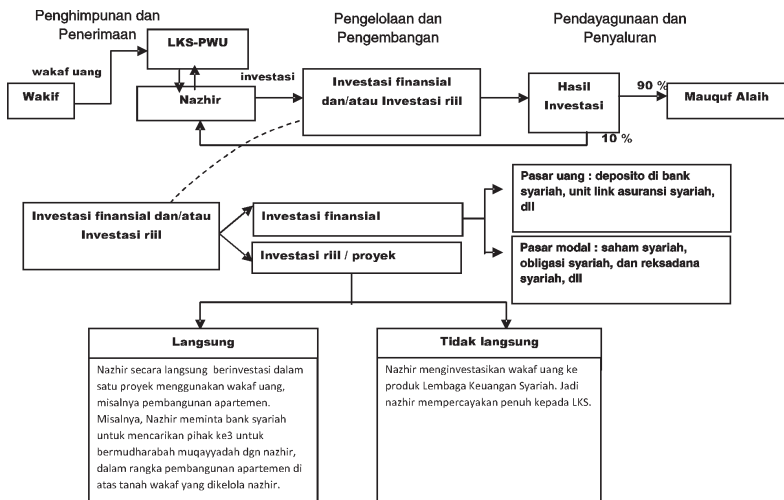 Penghimpunan dan
Penerimaan
Pengelolaan dan
Pengembangan
Pendayagunaan dan
Penyaluran
LKS-PWU
wakaf uang
Wakif
Nazhir
investasi
Investasi finansial
dan/atau Investasi riil
Hasil
Investasi
90 %
Mauquf Alaih
10 %
Investasi finansial dan/atau
Investasi riil
Investasi finansial
Investasi riil / proyek
Pasar uang : deposito di bank
syariah, unit link asuransi syariah,
dll
Pasar modal : saham syariah,
obligasi syariah, dan reksadana
syariah, dll
Langsung
Nazhir secara langsung berinvestasi dalam
satu proyek menggunakan wakaf uang,
misalnya pembangunan apartemen.
Misalnya, Nazhir meminta bank syariah
untuk mencarikan pihak ke3 untuk
bermudharabah muqayyadah dgn nazhir,
dalam rangka pembangunan apartemen di
atas tanah wakaf yang dikelola nazhir.
Tidak langsung
Nazhir menginvestasikan wakaf uang ke
produk Lembaga Keuangan Syariah. Jadi
nazhir mempercayakan penuh kepada LKS.